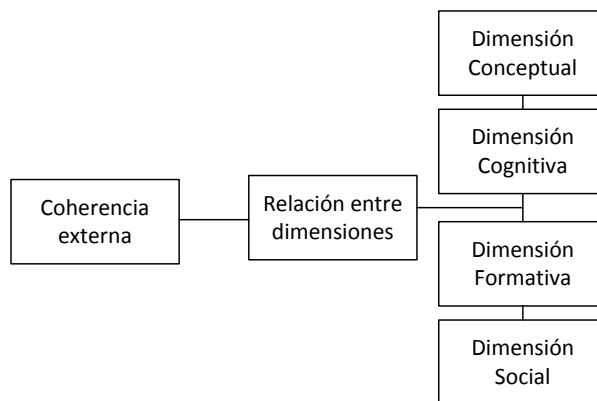 Dimensión
Conceptual
Dimensión
Cognitiva
Coherencia
externa
Relación entre
dimensiones
Dimensión
Formativa
Dimensión
Social